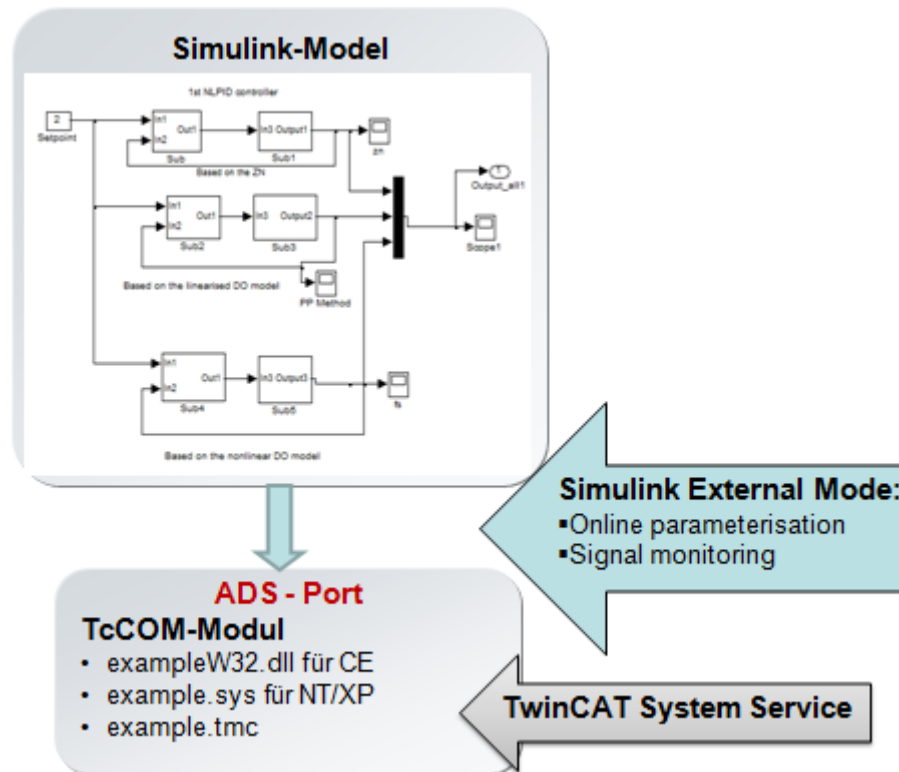 Simulink-Model
1st NLPID controller
2
Setpoint
In1
In2
Out1
Sub
In3 Output1
Sub1
zn
Based on the ZN
1
Output_all1
In1
In2
Out1
Sub2
In3
Output2
Sub3
Scope1
Based on the linearised DO model
PP Method
In1
In2
Out1
Sub4
In3 Output3
Sub5
fs
Based on the nonlinear DO model
Simulink External Mode:
▪Online parameterisation
▪Signal monitoring
ADS - Port
TcCOM-Modul
• exampleW32.dll für CE
• example.sys für NT/XP
• example.tmc
TwinCAT System Service